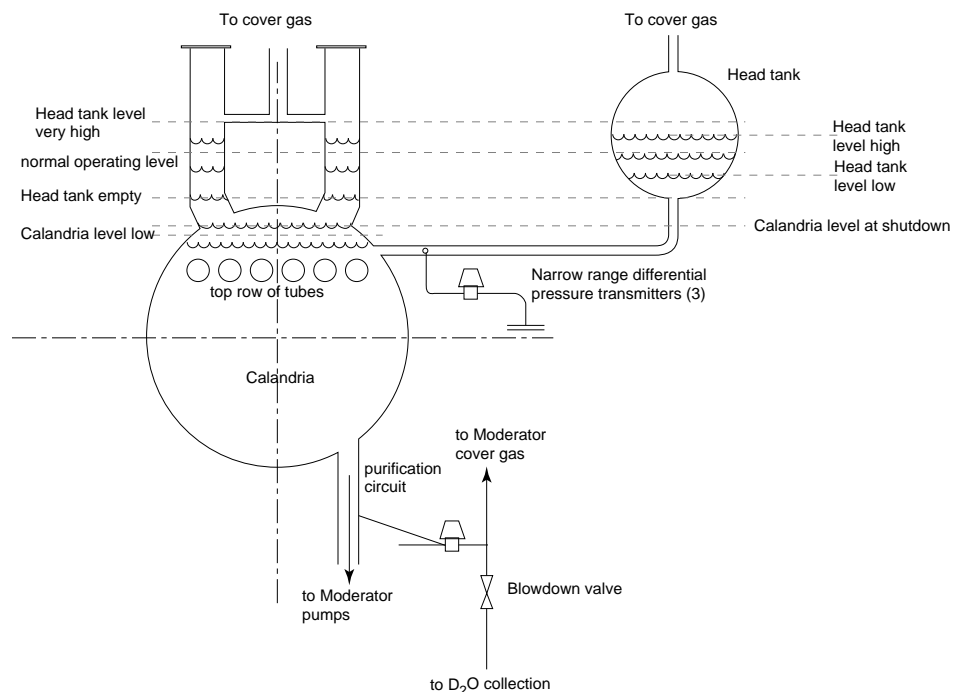 To cover gas
To cover gas
Head tank
Head tank level
very high
Head tank
level high
normal operating level
Head tank
level low
Head tank empty
Calandria level low
Calandria level at shutdown
Narrow range differential
pressure transmitters (3)
top row of tubes
Calandria
to Moderator
cover gas
purification
circuit
Blowdown valve
to Moderator
pumps
to D₂O collection